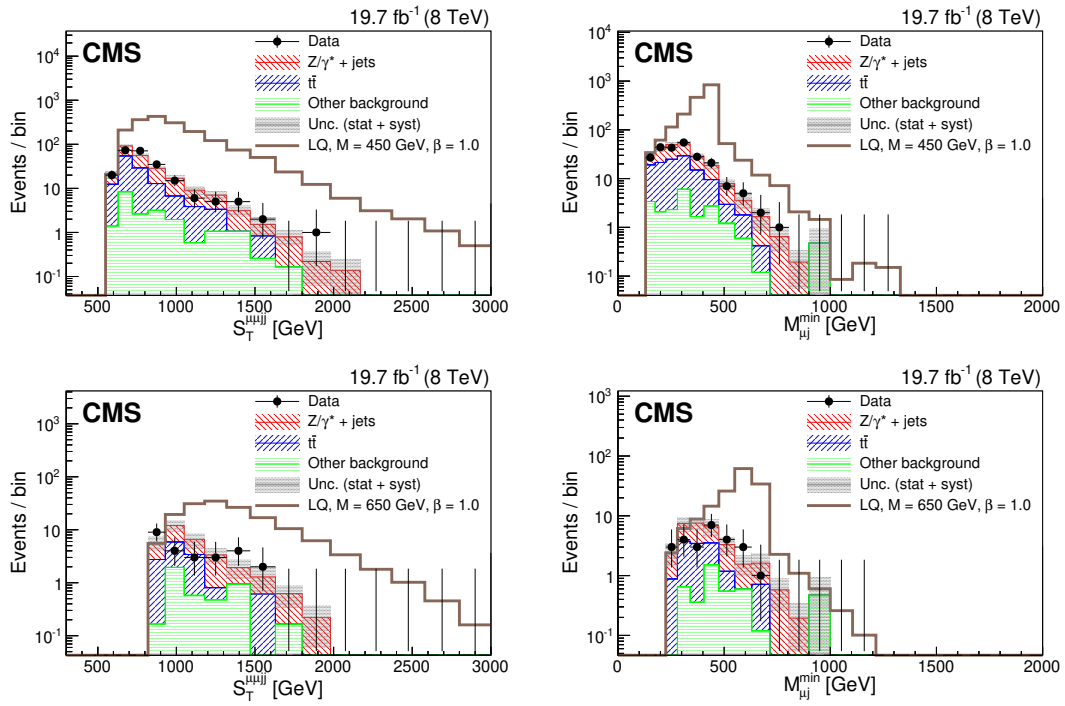 19.7 fb⁻¹ (8 TeV)
CMS
Data
Z/γ* + jets
tt̄
Other background
Unc. (stat + syst)
LQ, M = 450 GeV, β = 1.0
Events / bin
10⁴
10³
10²
10
1
10⁻¹
500 1000 1500 2000 2500 3000
S_T^μμjj [GeV]
19.7 fb⁻¹ (8 TeV)
CMS
Data
Z/γ* + jets
tt̄
Other background
Unc. (stat + syst)
LQ, M = 450 GeV, β = 1.0
Events / bin
10⁴
10³
10²
10
1
10⁻¹
0 500 1000 1500 2000
M_μj^min [GeV]
19.7 fb⁻¹ (8 TeV)
CMS
Data
Z/γ* + jets
tt̄
Other background
Unc. (stat + syst)
LQ, M = 650 GeV, β = 1.0
Events / bin
10³
10²
10
1
10⁻¹
500 1000 1500 2000 2500 3000
S_T^μμjj [GeV]
19.7 fb⁻¹ (8 TeV)
CMS
Data
Z/γ* + jets
tt̄
Other background
Unc. (stat + syst)
LQ, M = 650 GeV, β = 1.0
Events / bin
10³
10²
10
1
10⁻¹
0 500 1000 1500 2000
M_μj^min [GeV]